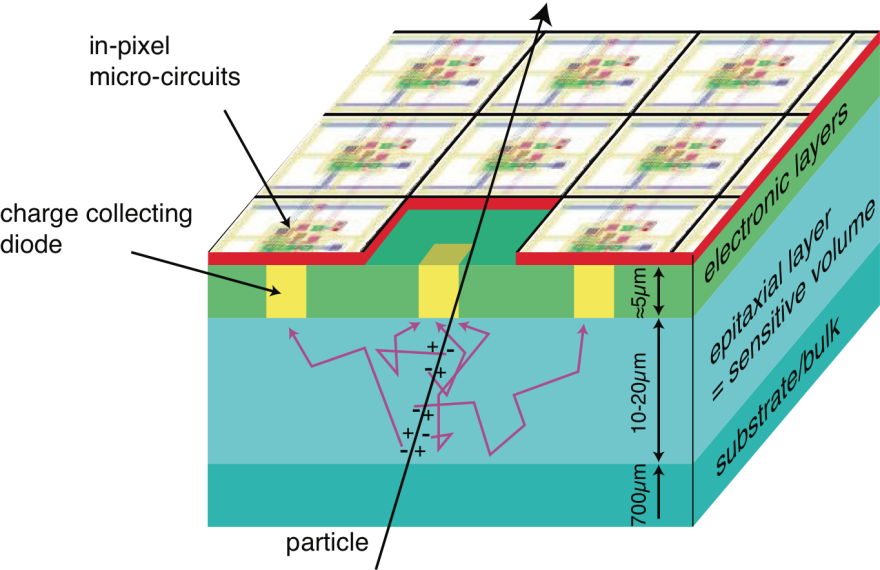 in-pixel
micro-circuits
charge collecting
diode
electronic layers
epitaxial layer
= sensitive volume
substrate/bulk
≈5μm
10-20μm
700μm
+ -
- +
- +
+ -
- +
particle